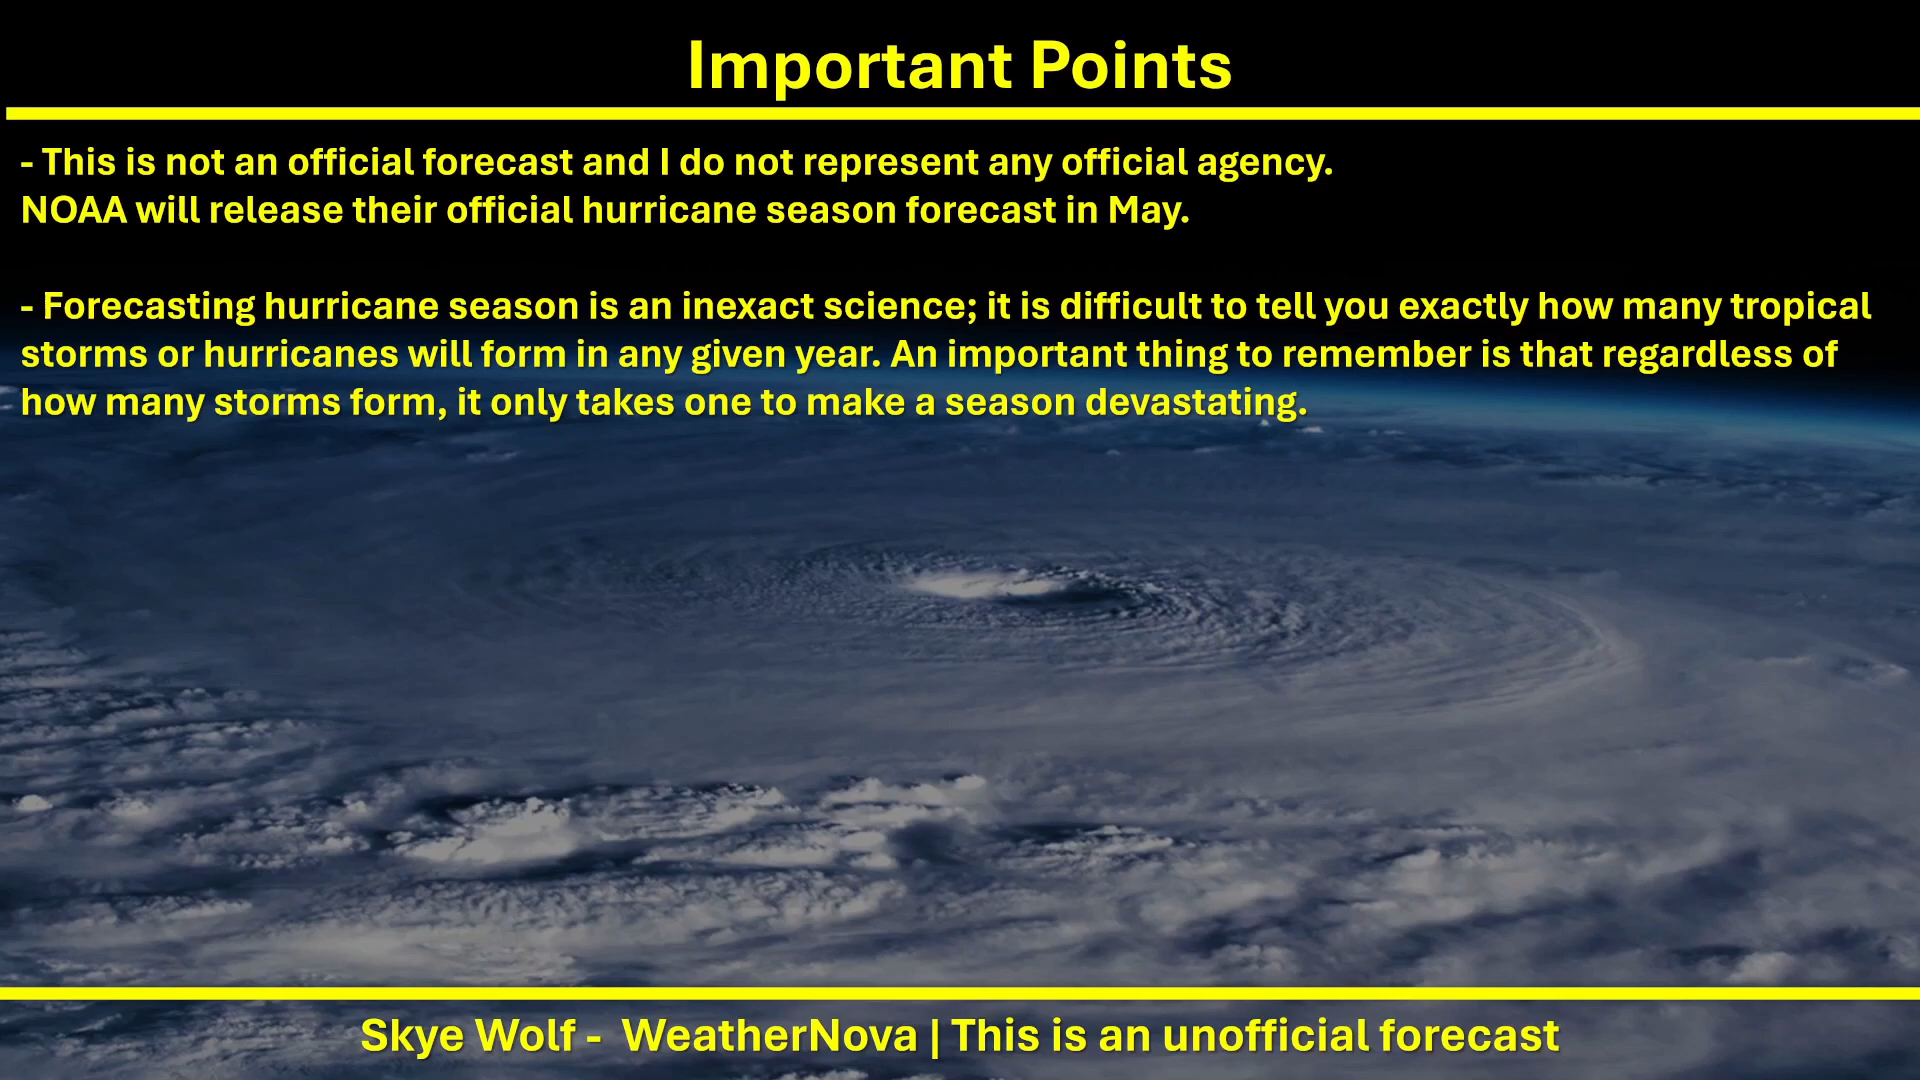 Important Points
- This is not an official forecast and I do not represent any official agency.
NOAA will release their official hurricane season forecast in May.
- Forecasting hurricane season is an inexact science; it is difficult to tell you exactly how many tropical
storms or hurricanes will form in any given year. An important thing to remember is that regardless of
how many storms form, it only takes one to make a season devastating.
Skye Wolf -  WeatherNova | This is an unofficial forecast